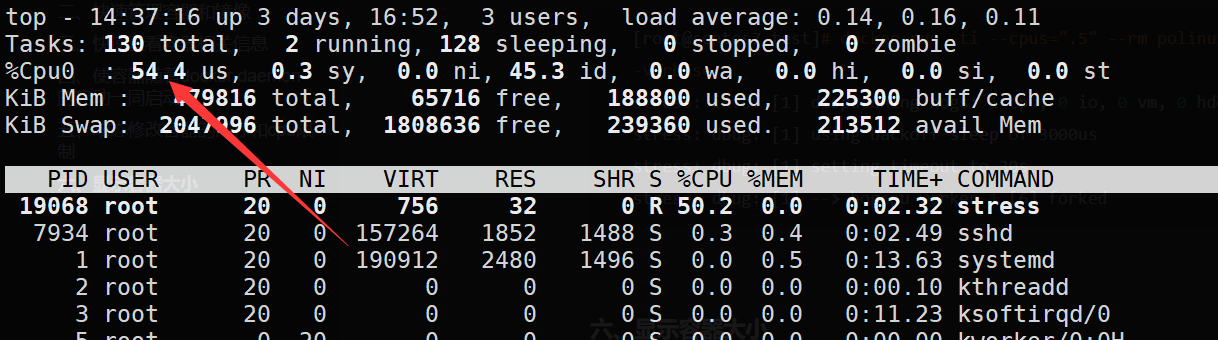 top - 14:37:16 up 3 days, 16:52,  3 users,  load average: 0.14, 0.16, 0.11
Tasks: 130 total,   2 running, 128 sleeping,   0 stopped,   0 zombie
%Cpu0  : 54.4 us,  0.3 sy,  0.0 ni, 45.3 id,  0.0 wa,  0.0 hi,  0.0 si,  0.0 st
KiB Mem :   479816 total,    65716 free,   188800 used,   225300 buff/cache
KiB Swap:  2047096 total,  1808636 free,   239360 used.   213512 avail Mem
PID USER      PR  NI    VIRT    RES    SHR S %CPU %MEM     TIME+ COMMAND
19068 root      20   0     756     32      0 R 50.2  0.0   0:02.32 stress
7934 root      20   0  157264   1852   1488 S  0.3  0.4   0:02.49 sshd
1 root      20   0  190912   2480   1496 S  0.0  0.5   0:13.63 systemd
2 root      20   0       0      0      0 S  0.0  0.0   0:00.10 kthreadd
3 root      20   0       0      0      0 S  0.0  0.0   0:11.23 ksoftirqd/0
5 root       0 -20       0      0      0 S  0.0  0.0   0:00.00 kworker/0:0H
六、显示容器大小